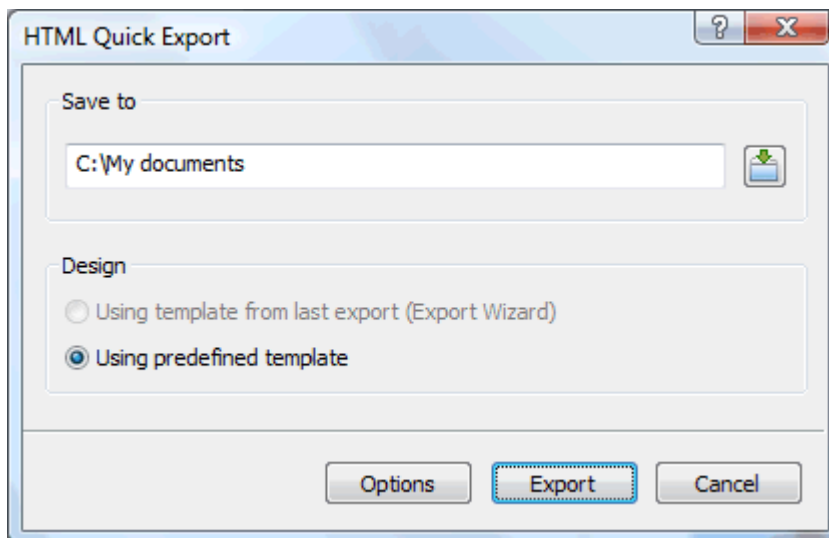 HTML Quick Export
?
X
Save to
C:\My documents
Design
Using template from last export (Export Wizard)
Using predefined template
Options
Export
Cancel